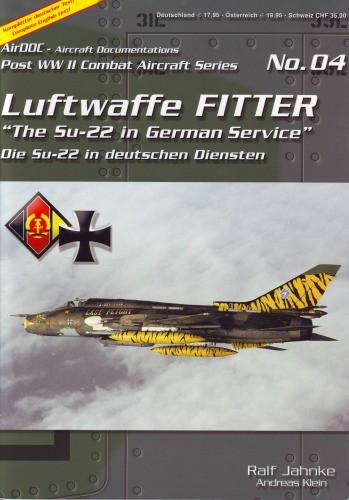 Kompletter deutscher Text!
Complete English text!
Deutschland € 17,95 - Österreich € 19,95 - Schweiz CHF 35,90
312
AirDOC - Aircraft Documentations
Post WW II Combat Aircraft Series
No. 04
Luftwaffe FITTER
"The Su-22 in German Service"
Die Su-22 in deutschen Diensten
LAST FLIGHT
Ralf Jahnke
Andreas Klein